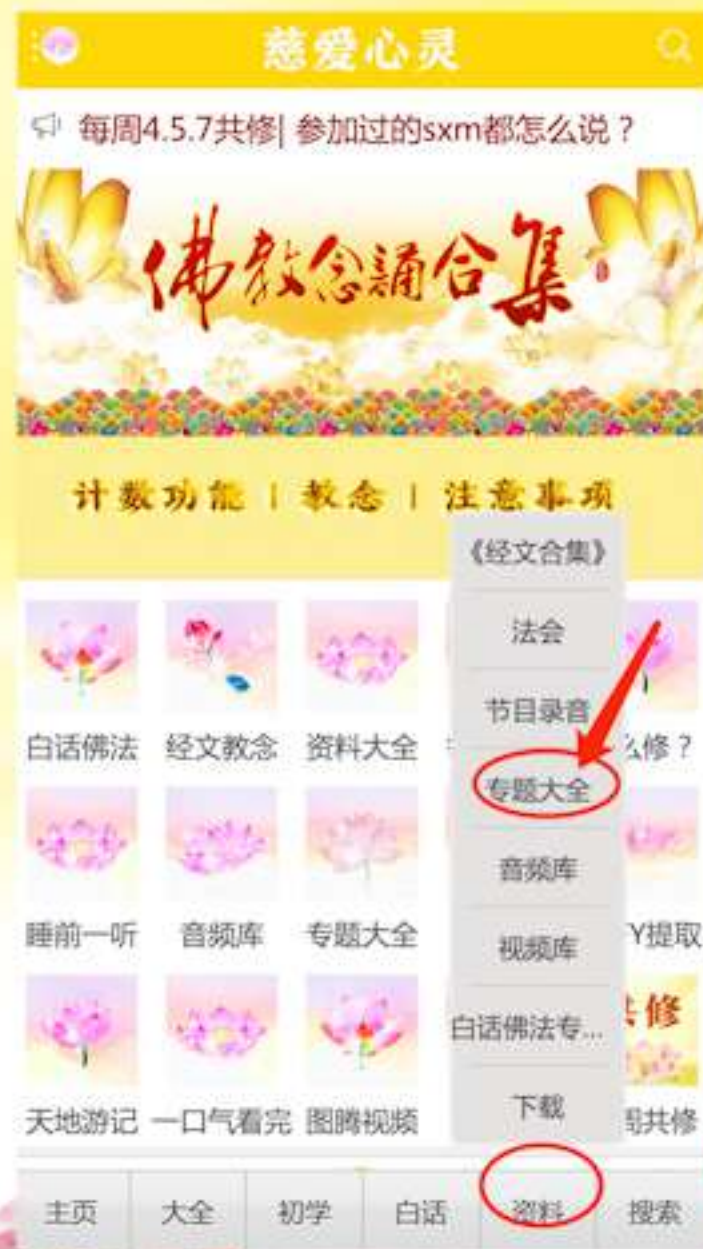 慈爱心灵
每周4.5.7共修| 参加过的sxm都怎么说？
佛教念誦合集
计数功能 | 教念 | 注意事项
《经文合集》
法会
节目录音
专题大全
音频库
视频库
白话佛法专...
下载
白话佛法 经文教念 资料大全 么修？
睡前一听 音频库 专题大全 Y提取
共修
天地游记 一口气看完 图腾视频 周共修
主页 大全 初学 白话 资料 搜索